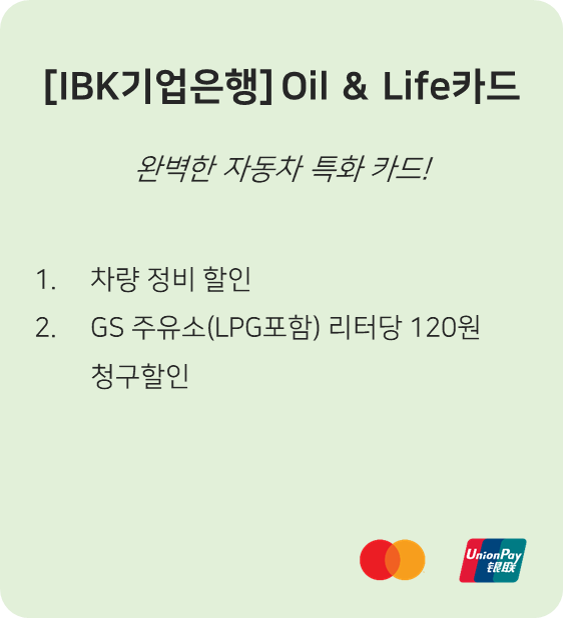 [IBK기업은행] Oil & Life카드
완벽한 자동차 특화 카드!
1. 차량 정비 할인
2. GS 주유소(LPG포함) 리터당 120원
청구할인
UnionPay
银联